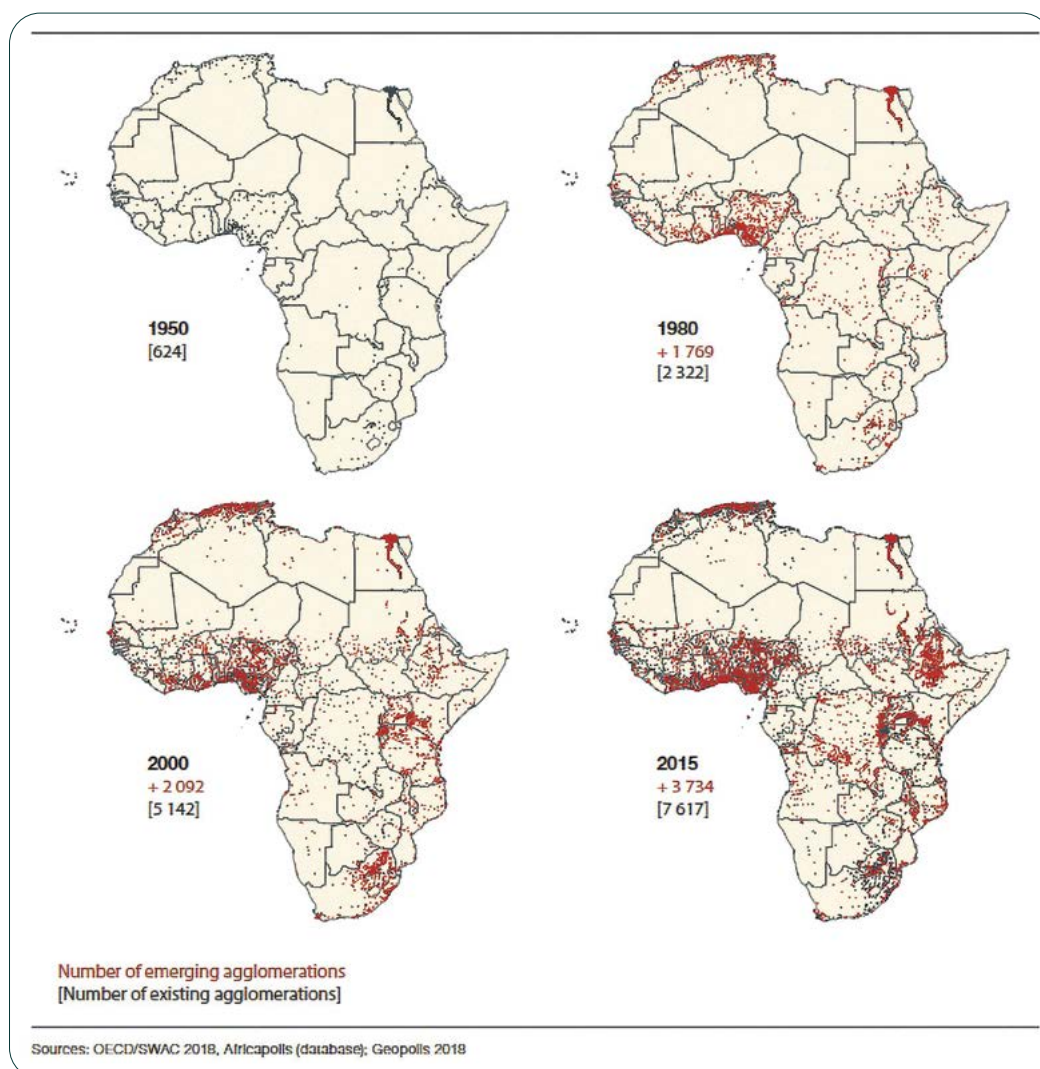 1950
[624]
1980
+ 1 769
[2 322]
2000
+ 2 092
[5 142]
2015
+ 3 734
[7 617]
Number of emerging agglomerations
[Number of existing agglomerations]
Sources: OECD/SWAC 2018, Africapolis (database); Geopolis 2018